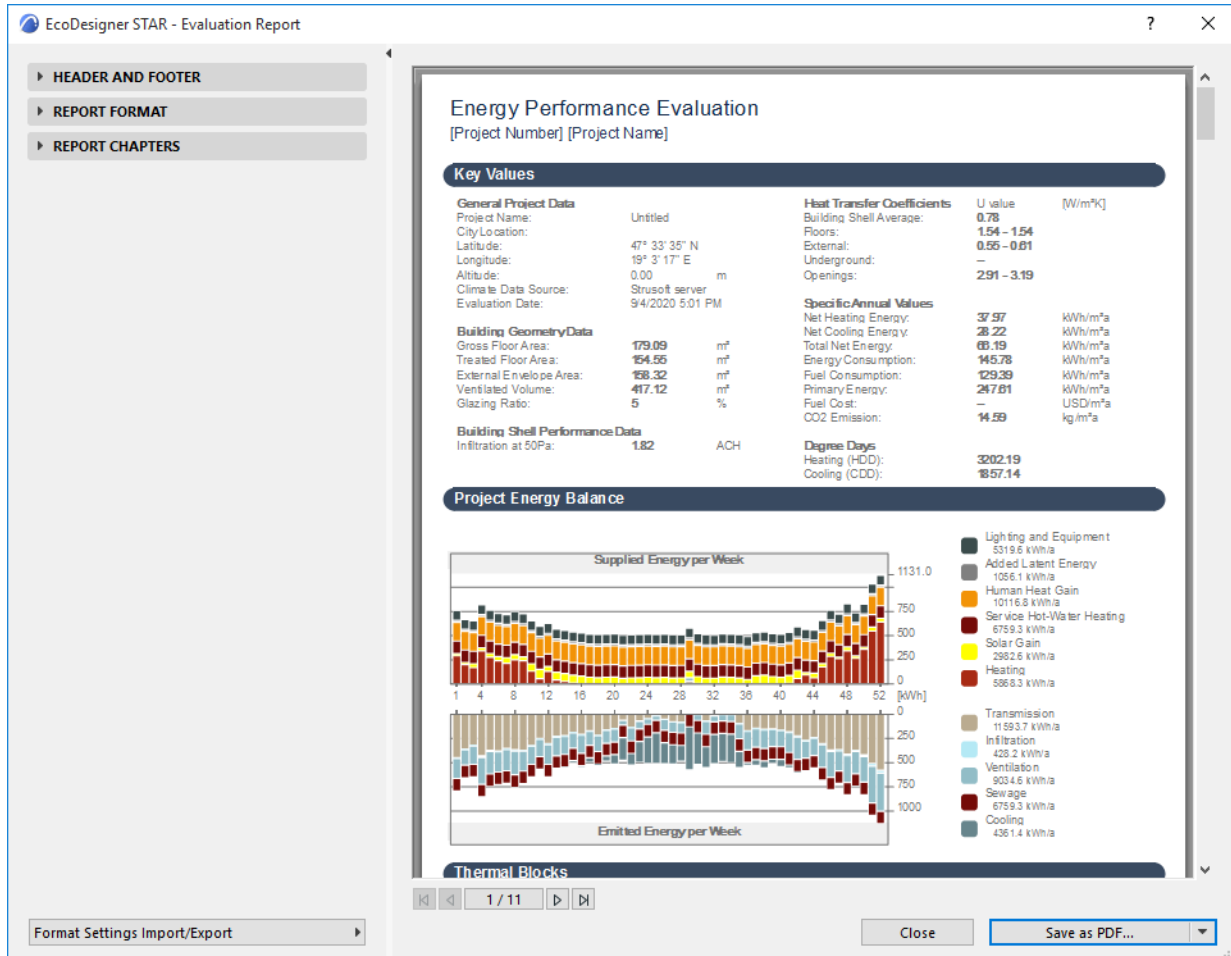 EcoDesigner STAR - Evaluation Report
?
HEADER AND FOOTER
REPORT FORMAT
REPORT CHAPTERS
Energy Performance Evaluation
[Project Number] [Project Name]
Key Values
General Project Data
Project Name: Untitled
City Location:
Latitude: 47° 33' 35" N
Longitude: 19° 3' 17" E
Altitude: 0.00 m
Climate Data Source: Strusoft server
Evaluation Date: 9/4/2020 5:01 PM
Building Geometry Data
Gross Floor Area: 179.09 m²
Treated Floor Area: 154.55 m²
External Envelope Area: 158.32 m²
Ventilated Volume: 417.12 m³
Glazing Ratio: 5 %
Building Shell Performance Data
Infiltration at 50Pa: 1.82 ACH
Heat Transfer Coefficients U value [W/m²K]
Building Shell Average: 0.78
Floors: 1.54 – 1.54
External: 0.55 – 0.61
Underground: –
Openings: 2.91 – 3.19
Specific Annual Values
Net Heating Energy: 37.97 kWh/m²a
Net Cooling Energy: 28.22 kWh/m²a
Total Net Energy: 66.19 kWh/m²a
Energy Consumption: 145.78 kWh/m²a
Fuel Consumption: 129.39 kWh/m²a
Primary Energy: 247.61 kWh/m²a
Fuel Cost: – USD/m²a
CO2 Emission: 14.59 kg/m²a
Degree Days
Heating (HDD): 3202.19
Cooling (CDD): 1857.14
Project Energy Balance
Supplied Energy per Week
1131.0
750
500
250
0
1 4 8 12 16 20 24 28 32 36 40 44 48 52 [kWh]
0
250
500
750
1000
Emitted Energy per Week
Lighting and Equipment
5319.6 kWh/a
Added Latent Energy
1056.1 kWh/a
Human Heat Gain
10116.8 kWh/a
Service Hot-Water Heating
6759.3 kWh/a
Solar Gain
2982.6 kWh/a
Heating
5868.3 kWh/a
Transmission
11593.7 kWh/a
Infiltration
428.2 kWh/a
Ventilation
9034.6 kWh/a
Sewage
6759.3 kWh/a
Cooling
4361.4 kWh/a
Thermal Blocks
1 / 11
Format Settings Import/Export
Close
Save as PDF...